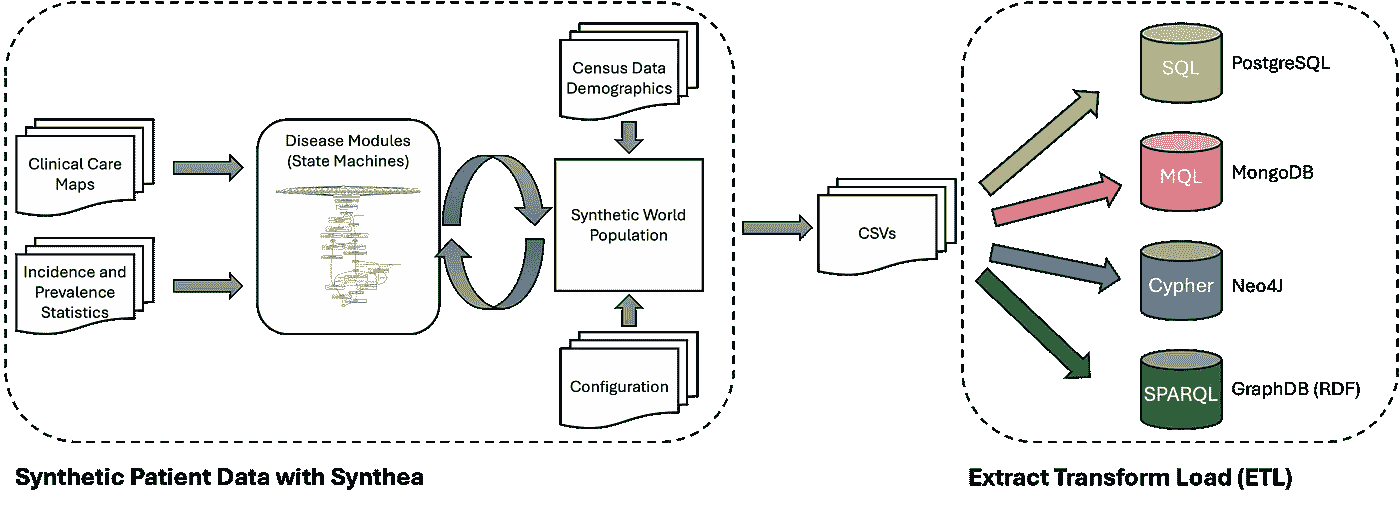 Census Data
Demographics
Clinical Care
Maps
Disease Modules
(State Machines)
Incidence and
Prevalence
Statistics
Synthetic World
Population
Configuration
CSVs
SQL
PostgreSQL
MQL
MongoDB
Cypher
Neo4J
SPARQL
GraphDB (RDF)
Synthetic Patient Data with Synthea
Extract Transform Load (ETL)